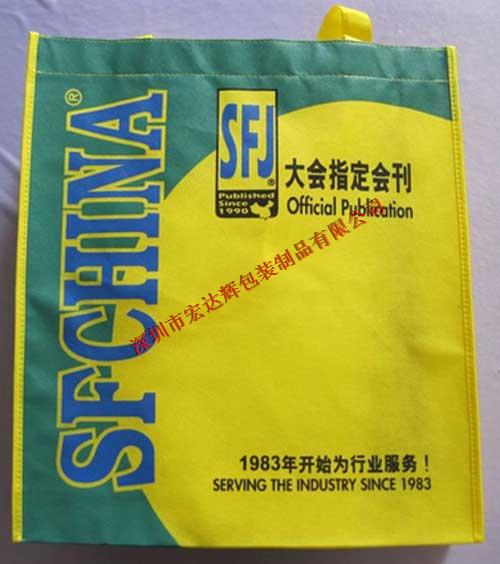 SFCHINA®
SFJ®
Published
Since
1990
大会指定会刊
Official Publication
深圳市宏达辉包装制品有限公司
1983年开始为行业服务！
SERVING THE INDUSTRY SINCE 1983